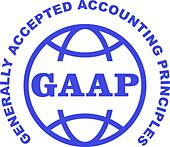 GENERALLY ACCEPTED ACCOUNTING PRINCIPLES
GAAP